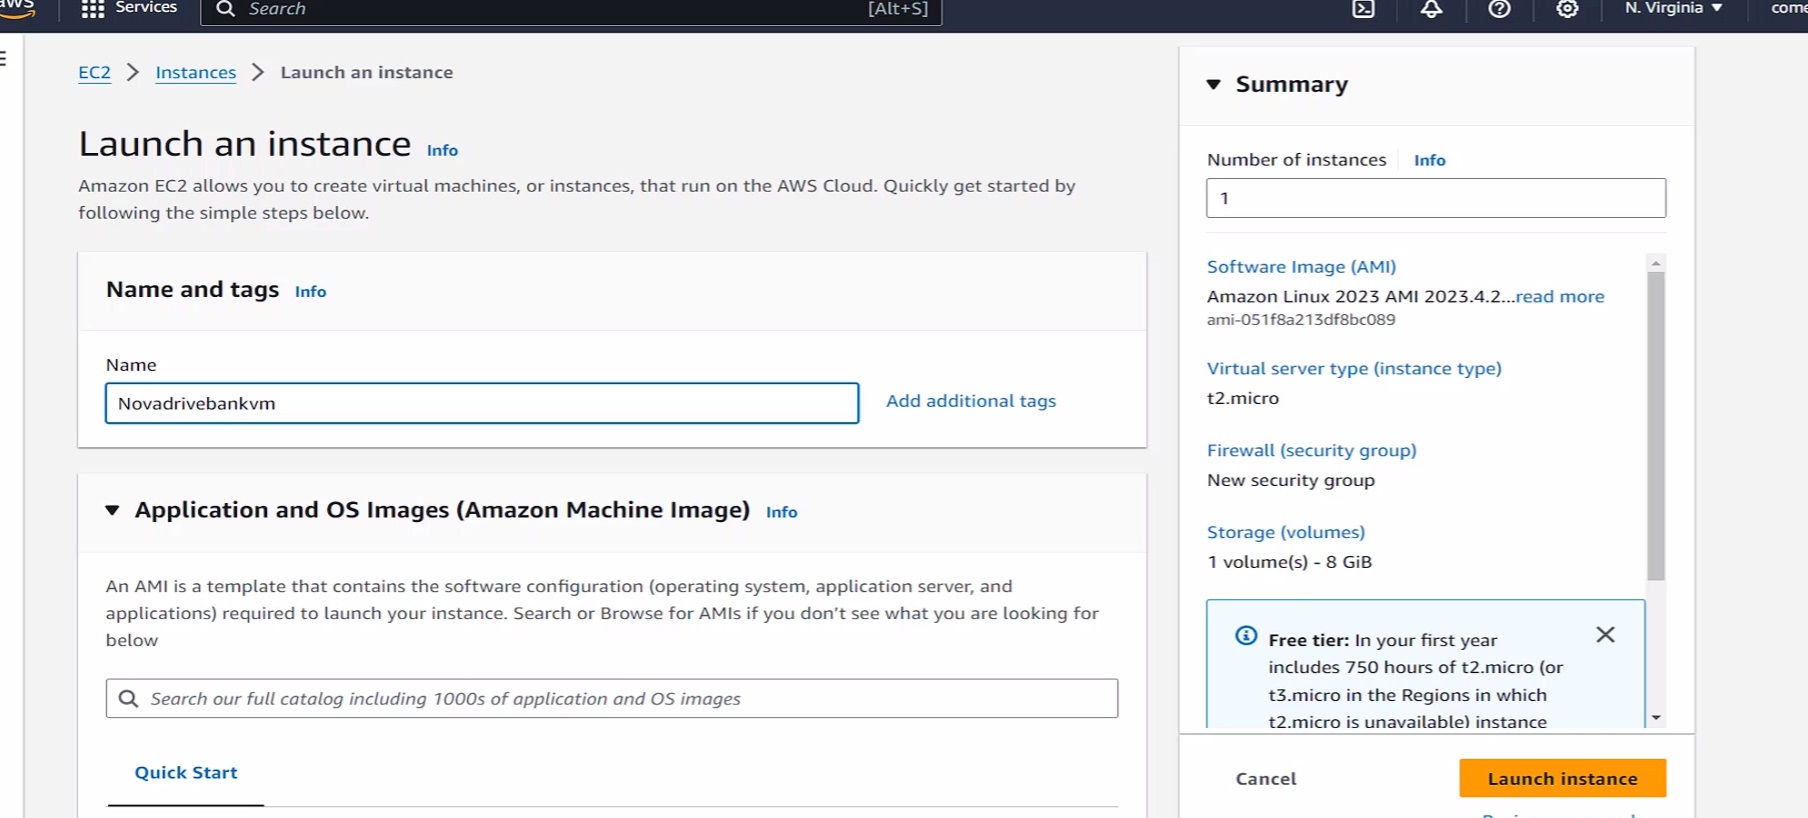 aws
Services
Search
[Alt+S]
N. Virginia
come
EC2 > Instances > Launch an instance
Launch an instance Info
Amazon EC2 allows you to create virtual machines, or instances, that run on the AWS Cloud. Quickly get started by
following the simple steps below.
Name and tags Info
Name
Novadrivebankvm
Add additional tags
Application and OS Images (Amazon Machine Image) Info
An AMI is a template that contains the software configuration (operating system, application server, and
applications) required to launch your instance. Search or Browse for AMIs if you don’t see what you are looking for
below
Search our full catalog including 1000s of application and OS images
Quick Start
Summary
Number of instances Info
1
Software Image (AMI)
Amazon Linux 2023 AMI 2023.4.2...read more
ami-051f8a213df8bc089
Virtual server type (instance type)
t2.micro
Firewall (security group)
New security group
Storage (volumes)
1 volume(s) - 8 GiB
Free tier: In your first year
includes 750 hours of t2.micro (or
t3.micro in the Regions in which
t2.micro is unavailable) instance
Cancel
Launch instance